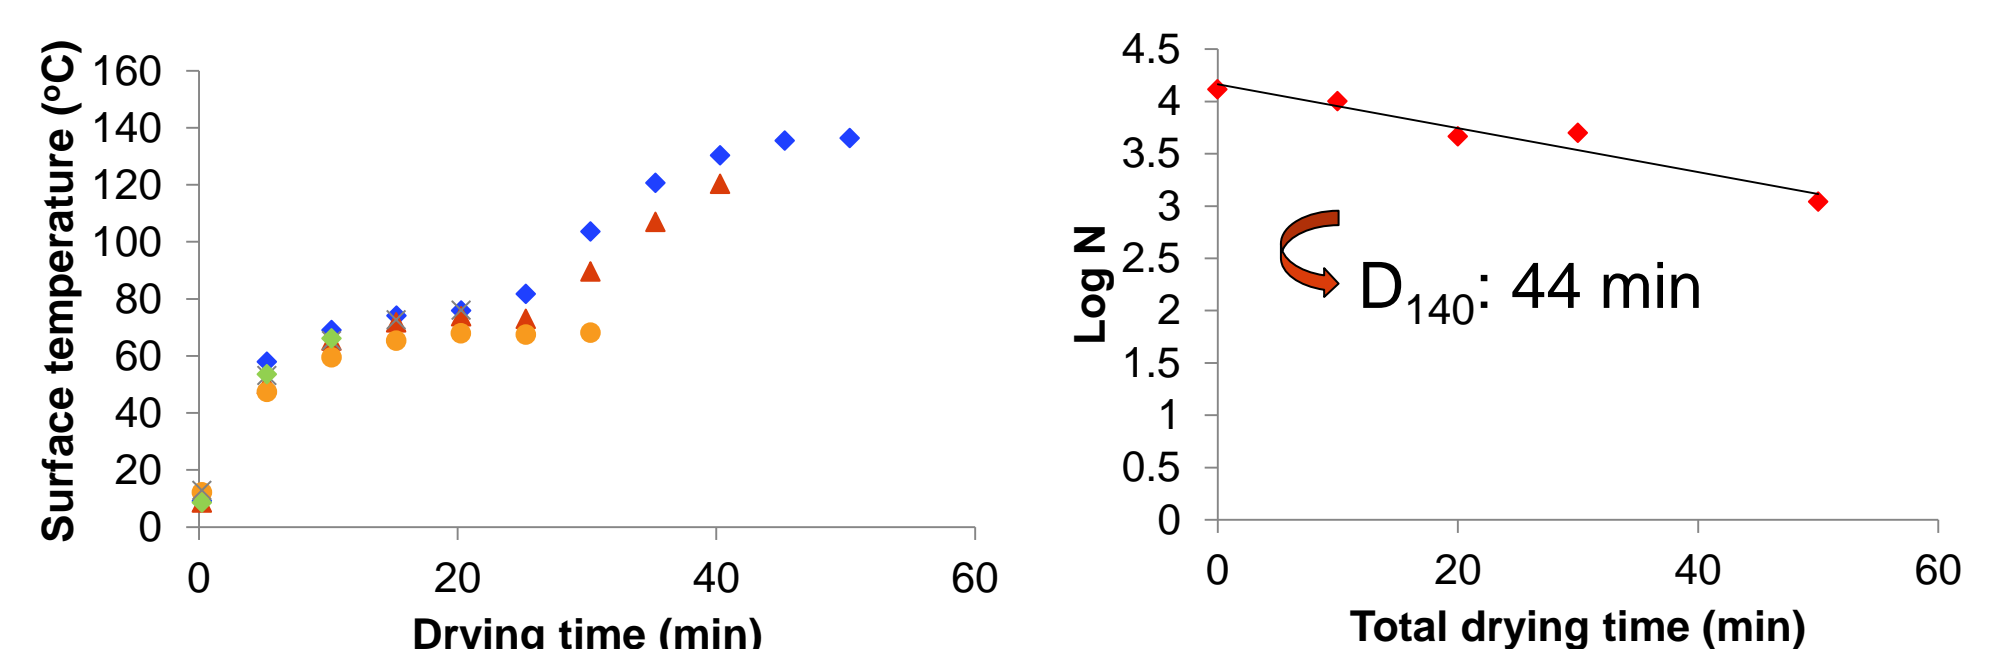 Surface temperature (ºC)
160
140
120
100
80
60
40
20
0
0 20 40 60
Drying time (min)
Log N
4.5
4
3.5
3
2.5
2
1.5
1
0.5
0
D140: 44 min
0 20 40 60
Total drying time (min)